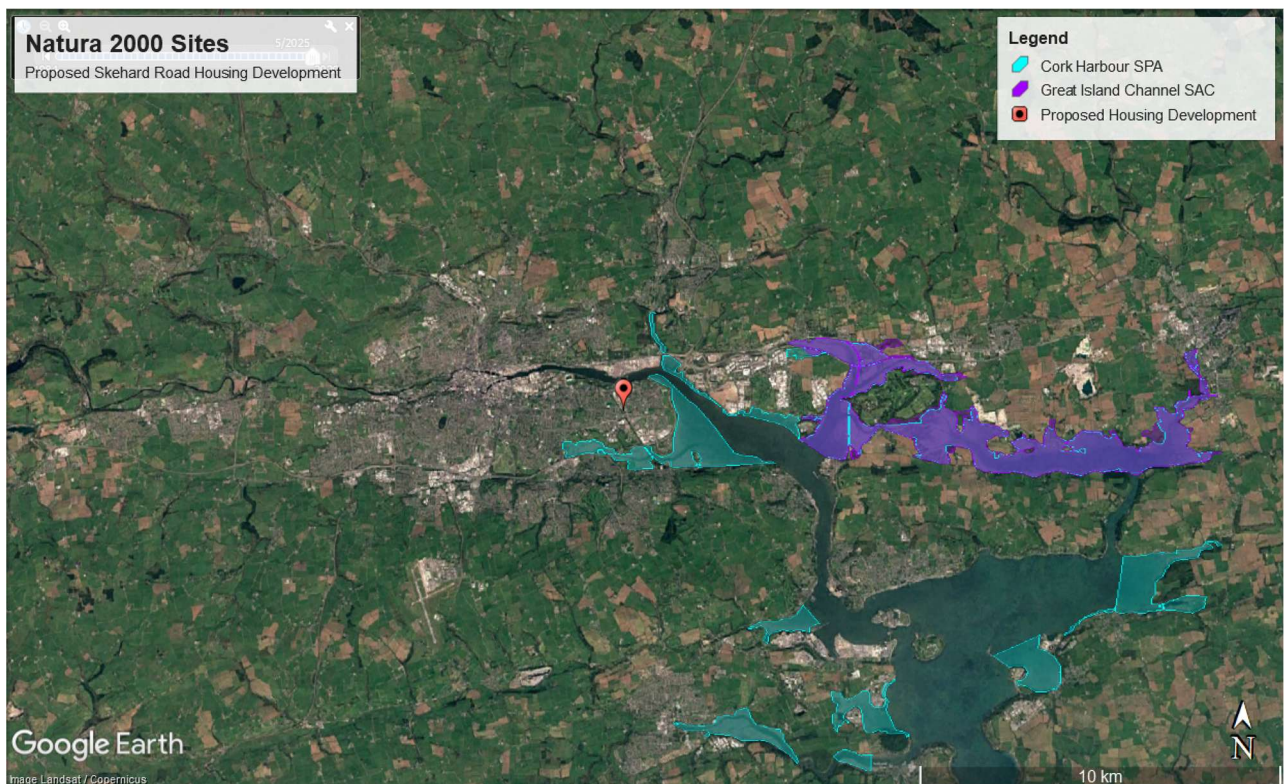 Natura 2000 Sites
5/2025
Proposed Skehard Road Housing Development
Legend
Cork Harbour SPA
Great Island Channel SAC
Proposed Housing Development
Google Earth
N
Image Landsat / Copernicus
10 km